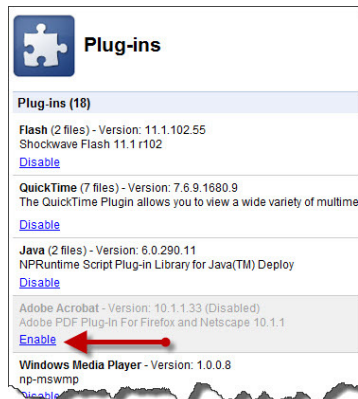 Plug-ins
Plug-ins (18)
Flash (2 files) - Version: 11.1.102.55
Shockwave Flash 11.1 r102
Disable
QuickTime (7 files) - Version: 7.6.9.1680.9
The QuickTime Plugin allows you to view a wide variety of
Disable
Java (2 files) - Version: 6.0.290.11
NPRuntime Script Plug-in Library for Java(TM) Deploy
Disable
Adobe Acrobat - Version: 10.1.1.33 (Disabled)
Adobe PDF Plug-In For Firefox and Netscape 10.1.1
Enable
Windows Media Player - Version: 1.0.0.8
np-mswmp
Disable